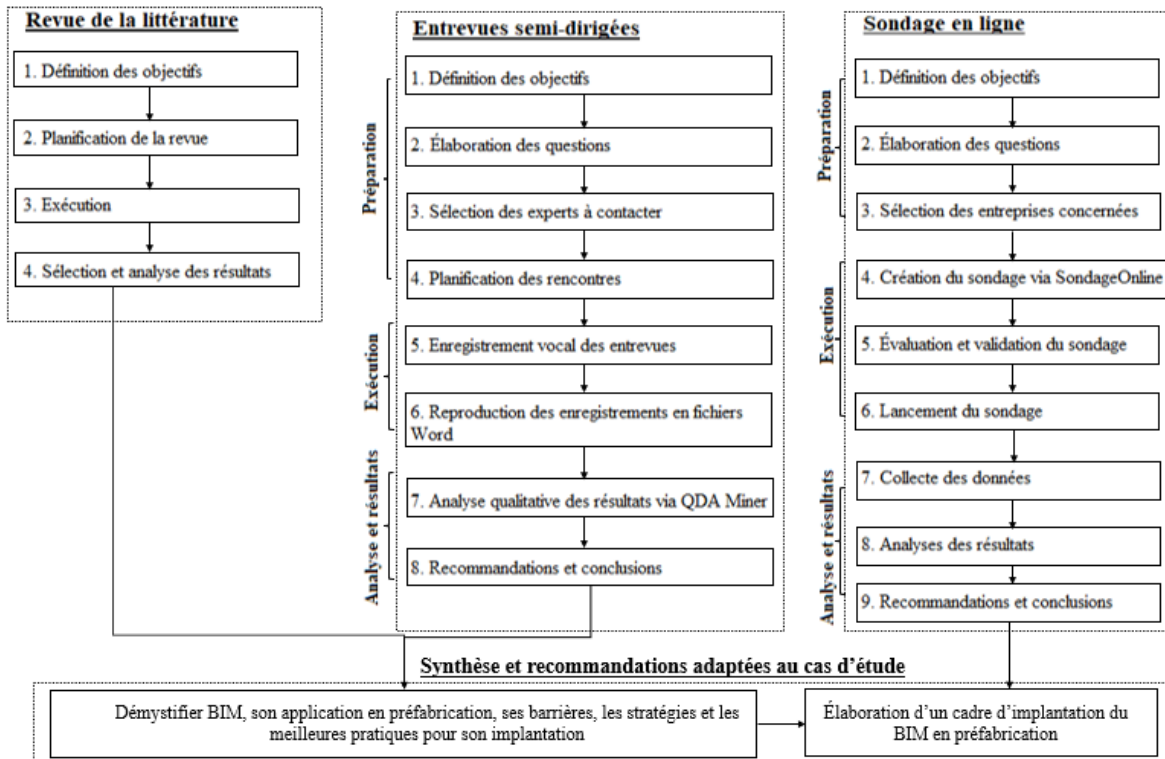 Revue de la littérature
1. Définition des objectifs
2. Planification de la revue
3. Exécution
4. Sélection et analyse des résultats
Entrevues semi-dirigées
Préparation
1. Définition des objectifs
2. Élaboration des questions
3. Sélection des experts à contacter
4. Planification des rencontres
Exécution
5. Enregistrement vocal des entrevues
6. Reproduction des enregistrements en fichiers
Word
Analyse et résultats
7. Analyse qualitative des résultats via QDA Miner
8. Recommandations et conclusions
Sondage en ligne
Préparation
1. Définition des objectifs
2. Élaboration des questions
3. Sélection des entreprises concernées
Exécution
4. Création du sondage via SondageOnline
5. Évaluation et validation du sondage
6. Lancement du sondage
Analyse et résultats
7. Collecte des données
8. Analyses des résultats
9. Recommandations et conclusions
Synthèse et recommandations adaptées au cas d'étude
Démystifier BIM, son application en préfabrication, ses barrières, les stratégies et les
meilleures pratiques pour son implantation
Élaboration d'un cadre d'implantation du
BIM en préfabrication